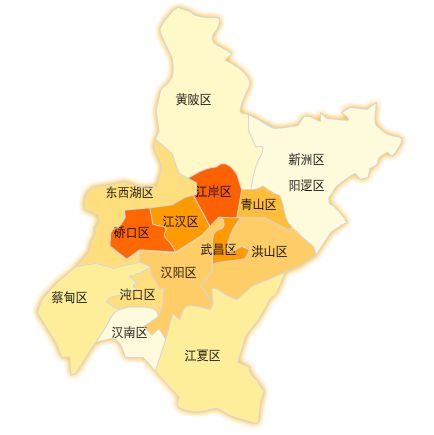 黄陂区
新洲区
阳逻区
东西湖区
江岸区
青山区
江汉区
硚口区
武昌区
洪山区
汉阳区
蔡甸区
沌口区
汉南区
江夏区